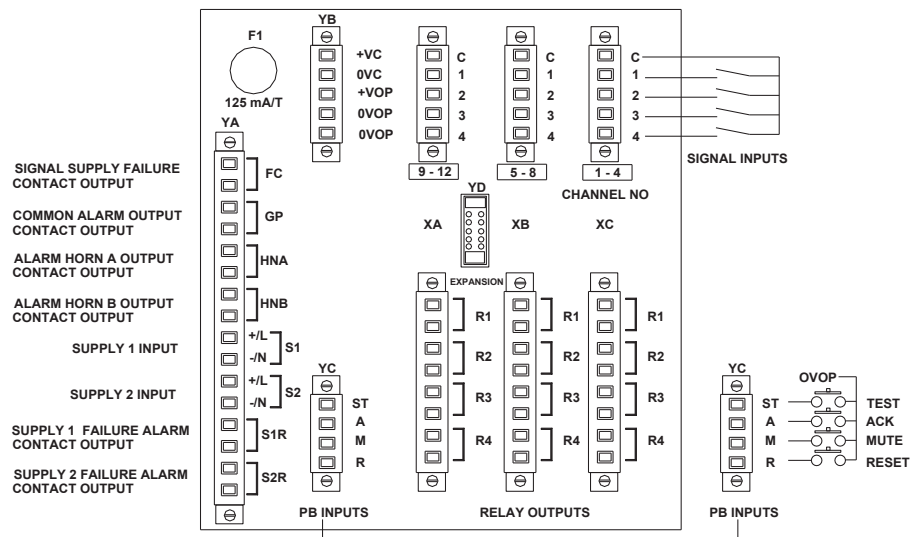 F1
125 mA/T
YB
+VC
0VC
+VOP
0VOP
0VOP
C
1
2
3
4
9 - 12
C
1
2
3
4
5 - 8
C
1
2
3
4
1 - 4
CHANNEL NO
SIGNAL INPUTS
YA
SIGNAL SUPPLY FAILURE
CONTACT OUTPUT
FC
COMMON ALARM OUTPUT
CONTACT OUTPUT
GP
ALARM HORN A OUTPUT
CONTACT OUTPUT
HNA
ALARM HORN B OUTPUT
CONTACT OUTPUT
HNB
SUPPLY 1 INPUT
+/L
-/N
S1
SUPPLY 2 INPUT
+/L
-/N
S2
SUPPLY 1 FAILURE ALARM
CONTACT OUTPUT
S1R
SUPPLY 2 FAILURE ALARM
CONTACT OUTPUT
S2R
YD
EXPANSION
XA
XB
XC
R1
R2
R3
R4
R1
R2
R3
R4
R1
R2
R3
R4
RELAY OUTPUTS
YC
ST
A
M
R
PB INPUTS
YC
ST
A
M
R
OVOP
TEST
ACK
MUTE
RESET
PB INPUTS